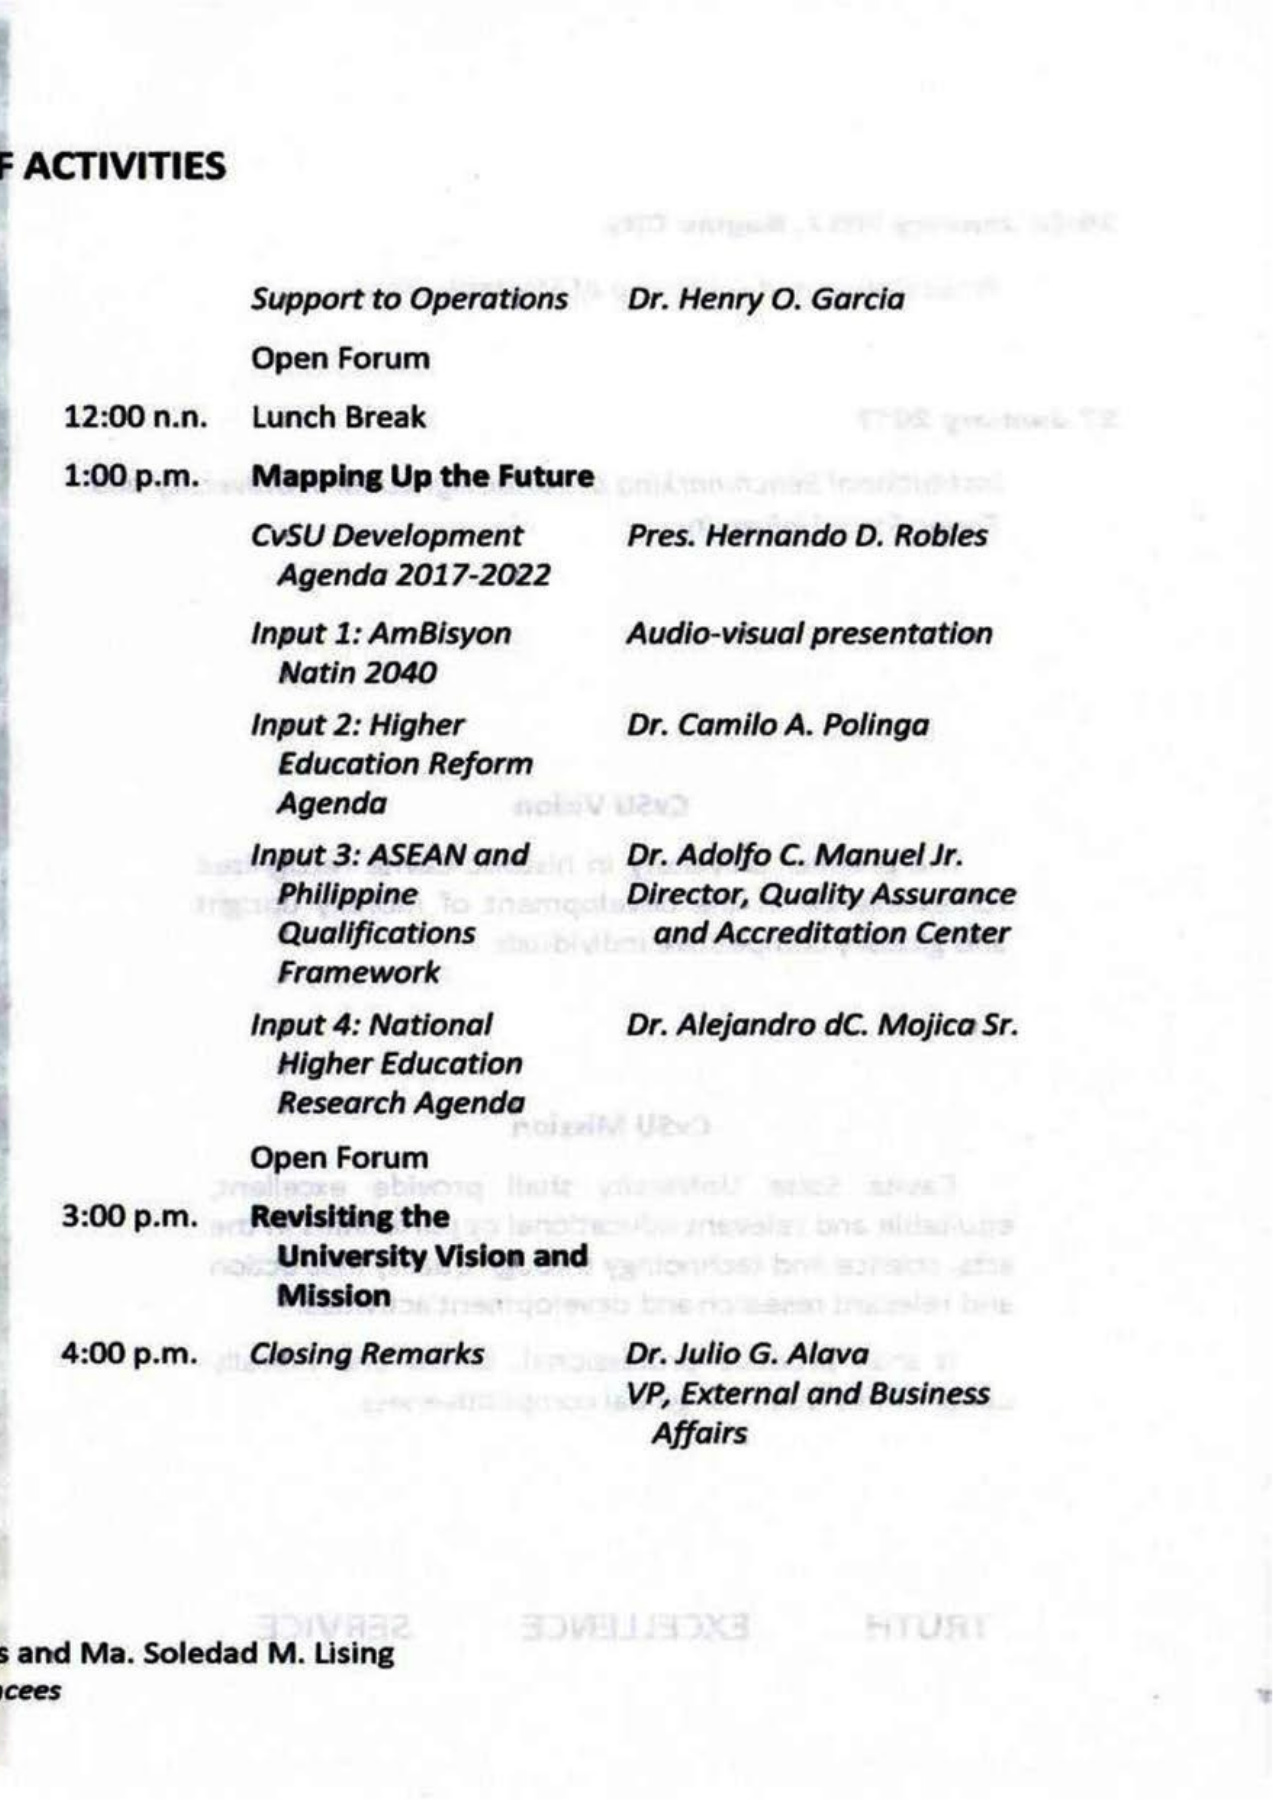 F ACTIVITIES
Support to Operations Dr. Henry O. Garcia
Open Forum
12:00 n.n. Lunch Break
1:00 p.m. Mapping Up the Future
CvSU Development Pres. Hernando D. Robles
Agenda 2017-2022
Input 1: AmBisyon Audio-visual presentation
Natin 2040
Input 2: Higher Dr. Camilo A. Polinga
Education Reform
Agenda
Input 3: ASEAN and Dr. Adolfo C. Manuel Jr.
Philippine Director, Quality Assurance
Qualifications and Accreditation Center
Framework
Input 4: National Dr. Alejandro dC. Mojica Sr.
Higher Education
Research Agenda
Open Forum
3:00 p.m. Revisiting the
University Vision and
Mission
4:00 p.m. Closing Remarks Dr. Julio G. Alava
VP, External and Business
Affairs
TRUTH EXCELLENCE SERVICE
s and Ma. Soledad M. Lising
cees